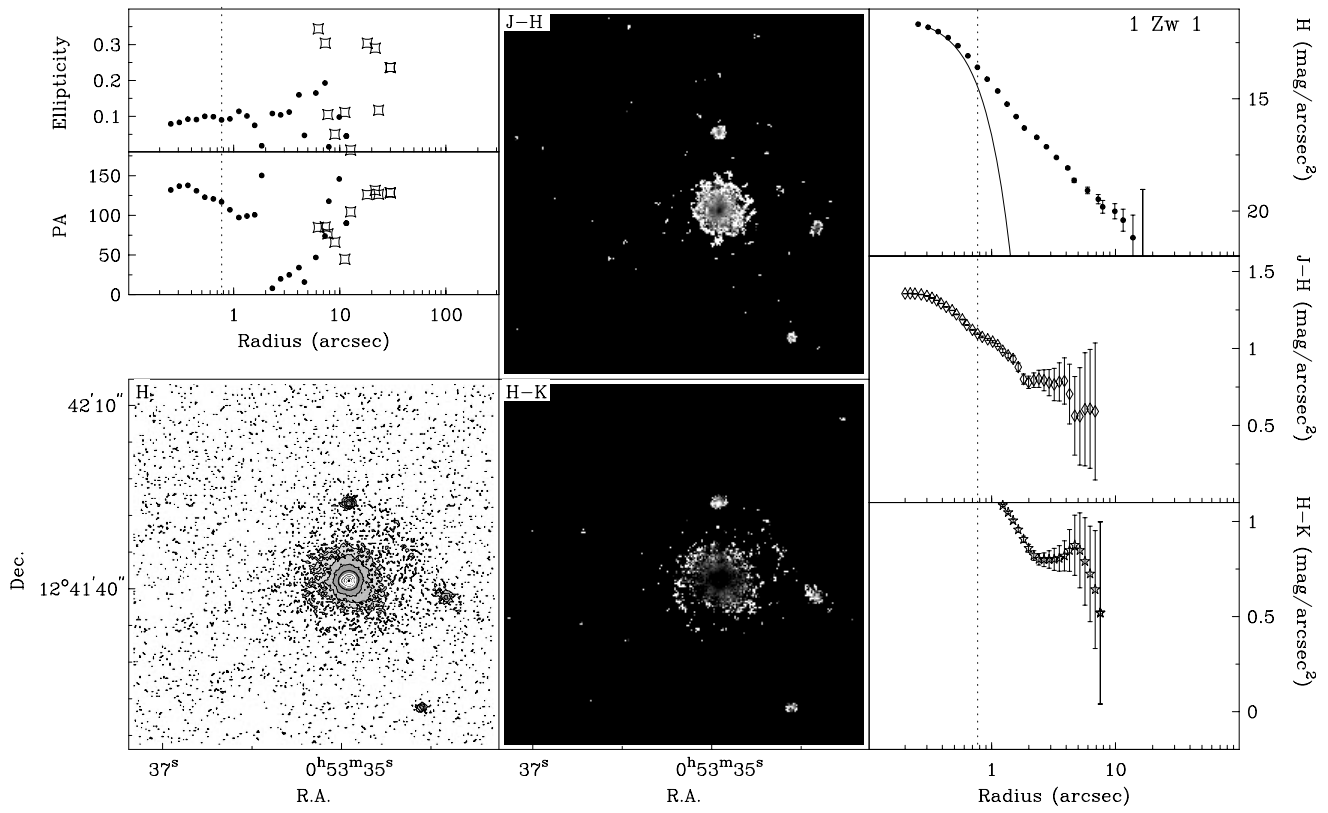 Ellipticity
0.3
0.2
0.1
PA
150
100
50
0
1
10
100
Radius (arcsec)
J−H
1 Zw 1
H (mag/arcsec²)
15
20
J−H (mag/arcsec²)
1.5
1
0.5
H−K (mag/arcsec²)
1
0.5
0
1
10
Radius (arcsec)
H
Dec.
42′10″
12°41′40″
37ˢ
0ʰ53ᵐ35ˢ
R.A.
H−K
37ˢ
0ʰ53ᵐ35ˢ
R.A.